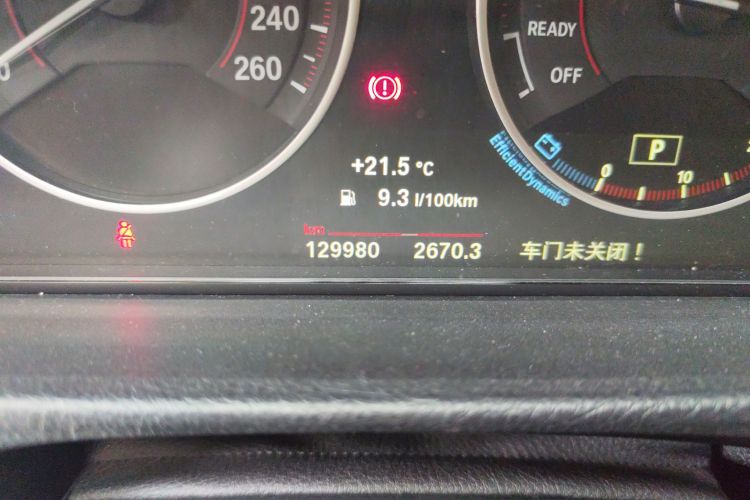 240
260
+21.5 °C
9.3 l/100km
km
129980 2670.3
READY
OFF
P
EfficientDynamics
0 10
车门未关闭！